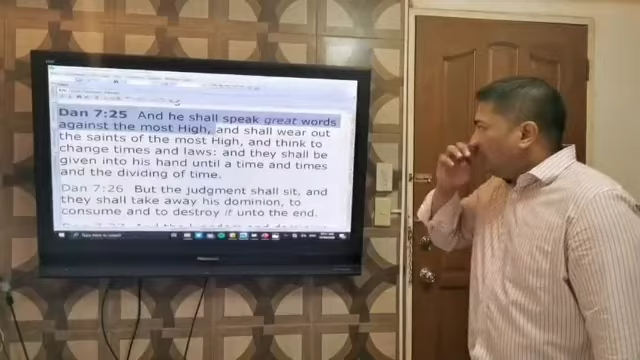 Dan 7:25 And he shall speak great words
against the most High, and shall wear out
the saints of the most High, and think to
change times and laws: and they shall be
given into his hand until a time and times
and the dividing of time.
Dan 7:26 But the judgment shall sit, and
they shall take away his dominion, to
consume and to destroy it unto the end.